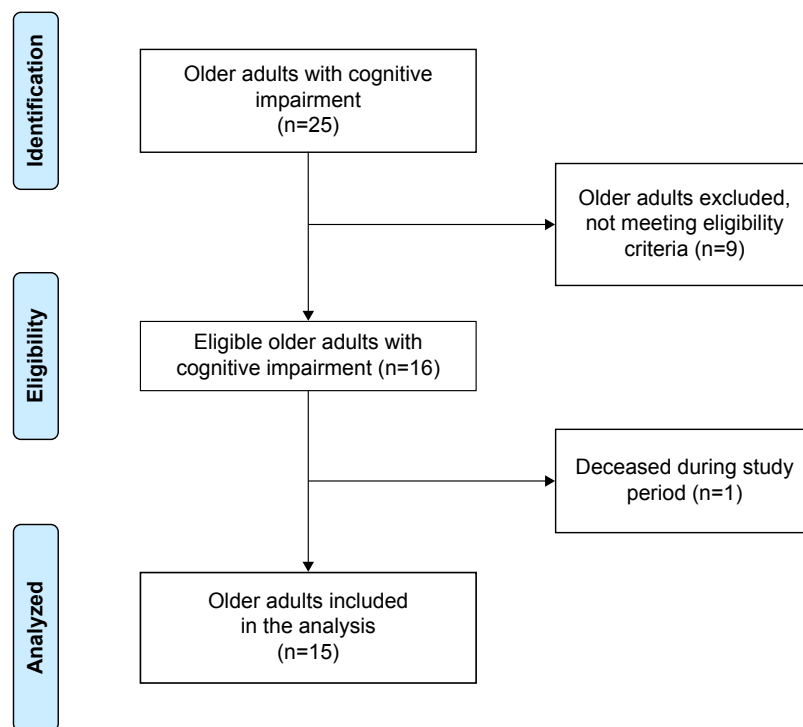 Identification
Older adults with cognitive
impairment
(n=25)
Older adults excluded,
not meeting eligibility
criteria (n=9)
Eligibility
Eligible older adults with
cognitive impairment (n=16)
Deceased during study
period (n=1)
Analyzed
Older adults included
in the analysis
(n=15)